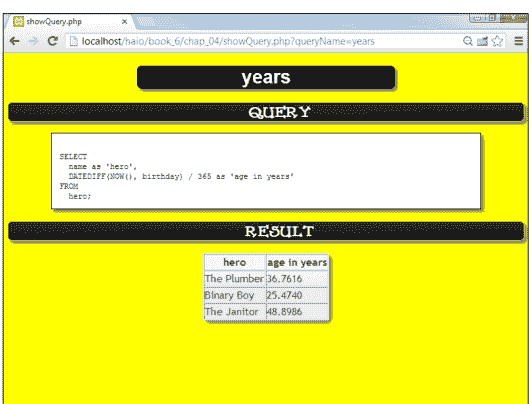 showQuery.php
localhost/haio/book_6/chap_04/showQuery.php?queryName=years
years
QUERY
SELECT
name as 'hero',
DATEDIFF(NOW(), birthday) / 365 as 'age in years'
FROM
hero;
RESULT
hero age in years
The Plumber 36.7616
Binary Boy 25.4740
The Janitor 48.8986